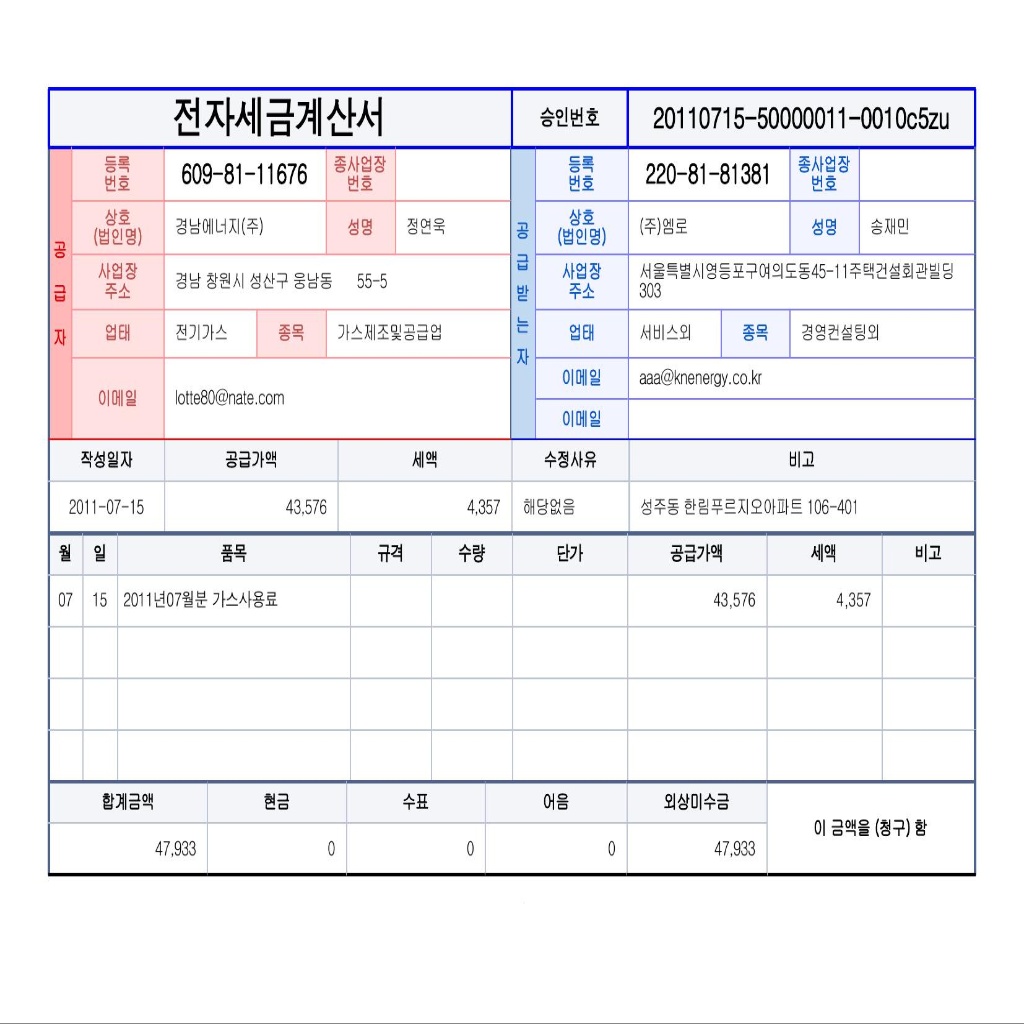 전자세금계산서 승인번호 20110715-50000011-0010c5zu
공급자
등록번호 609-81-11676 종사업장번호
상호(법인명) 경남에너지(주) 성명 정연욱
사업장주소 경남 창원시 성산구 웅남동 55-5
업태 전기가스 종목 가스제조및공급업
이메일 lotte80@nate.com
공급받는자
등록번호 220-81-81381 종사업장번호
상호(법인명) (주)엠로 성명 송재민
사업장주소 서울특별시영등포구여의도동45-11주택건설회관빌딩
303
업태 서비스외 종목 경영컨설팅외
이메일 aaa@knenergy.co.kr
이메일
작성일자 공급가액 세액 수정사유 비고
2011-07-15 43,576 4,357 해당없음 성주동 한림푸르지오아파트 106-401
월 일 품목 규격 수량 단가 공급가액 세액 비고
07 15 2011년07월분 가스사용료 43,576 4,357
합계금액 현금 수표 어음 외상미수금
47,933 0 0 0 47,933
이 금액을 (청구) 함